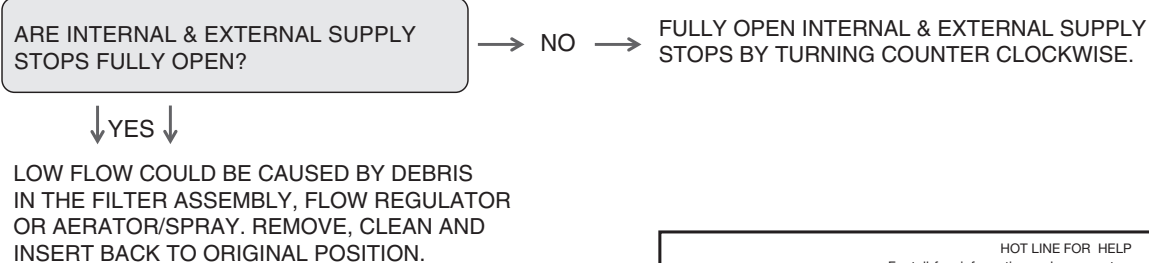 ARE INTERNAL & EXTERNAL SUPPLY
STOPS FULLY OPEN?
NO
FULLY OPEN INTERNAL & EXTERNAL SUPPLY
STOPS BY TURNING COUNTER CLOCKWISE.
YES
LOW FLOW COULD BE CAUSED BY DEBRIS
IN THE FILTER ASSEMBLY, FLOW REGULATOR
OR AERATOR/SPRAY. REMOVE, CLEAN AND
INSERT BACK TO ORIGINAL POSITION.
HOT LINE FOR HELP